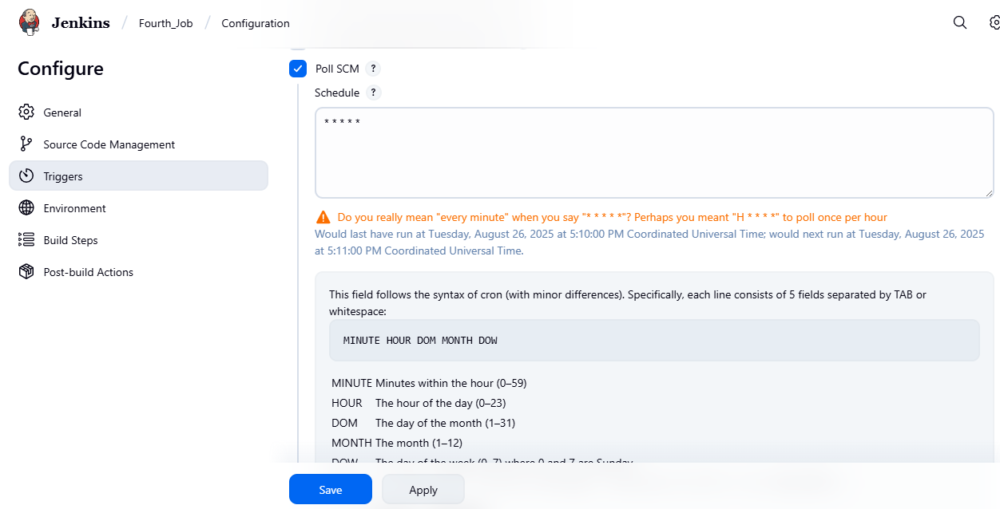 Jenkins / Fourth_Job / Configuration
Configure
General
Source Code Management
Triggers
Environment
Build Steps
Post-build Actions
Poll SCM ?
Schedule ?
* * * * *
Do you really mean "every minute" when you say "* * * * *"? Perhaps you meant "H * * * *" to poll once per hour
Would last have run at Tuesday, August 26, 2025 at 5:10:00 PM Coordinated Universal Time; would next run at Tuesday, August 26, 2025
at 5:11:00 PM Coordinated Universal Time.
This field follows the syntax of cron (with minor differences). Specifically, each line consists of 5 fields separated by TAB or
whitespace:
MINUTE HOUR DOM MONTH DOW
MINUTE Minutes within the hour (0–59)
HOUR The hour of the day (0–23)
DOM The day of the month (1–31)
MONTH The month (1–12)
DOW The day of the week (0–7) where 0 and 7 are Sunday.
Save Apply